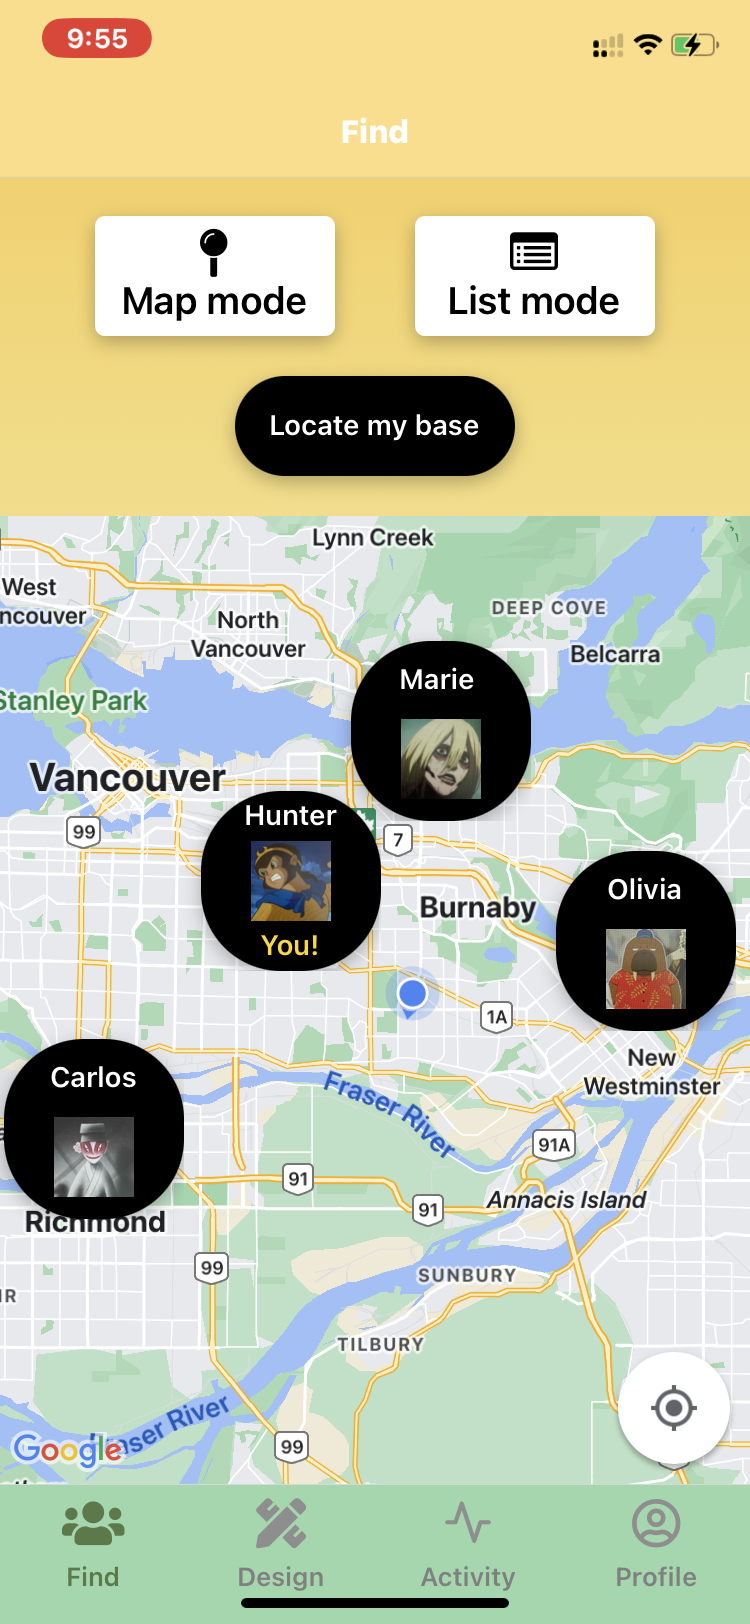 9:55
Find
Map mode
List mode
Locate my base
Lynn Creek
West
ncouver
North
Vancouver
DEEP COVE
Belcarra
Stanley Park
Marie
Vancouver
Hunter
99
7
You!
Burnaby
Olivia
1A
New
Westminster
Carlos
Fraser River
91A
91
91
Annacis Island
Richmond
99
SUNBURY
IR
TILBURY
aser River
99
Google
Find
Design
Activity
Profile